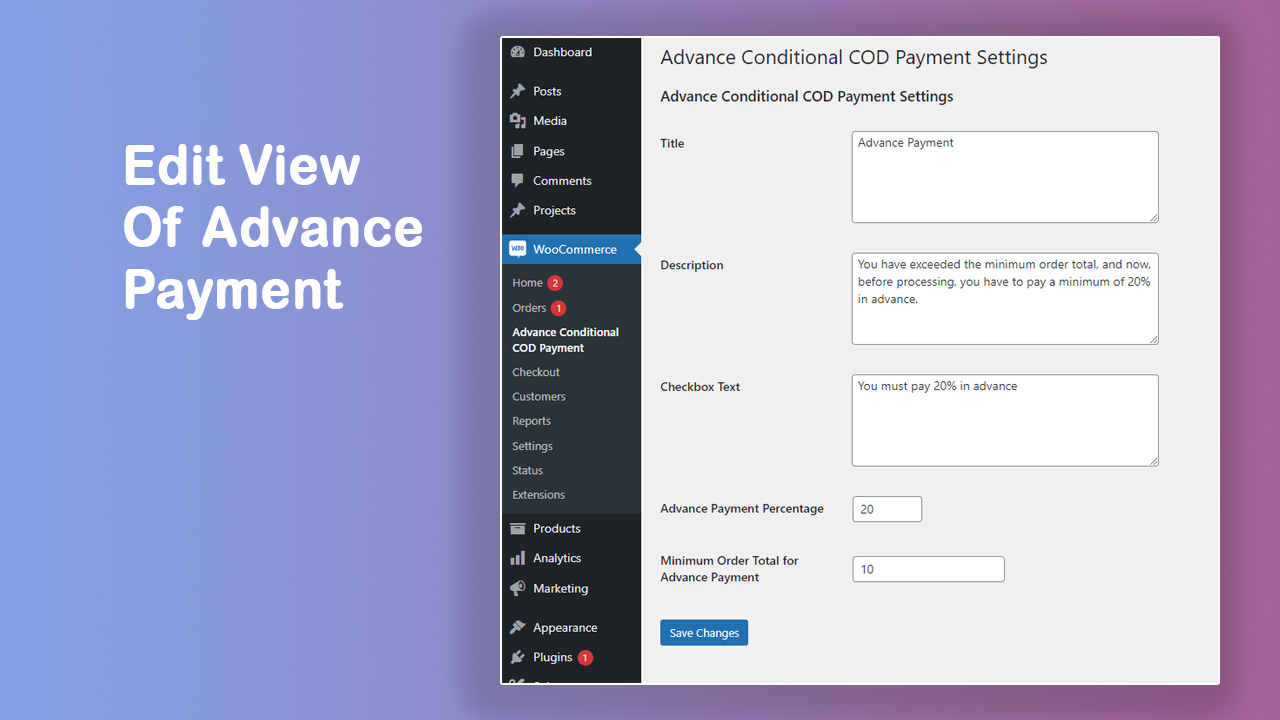 Edit View
Of Advance
Payment
Dashboard
Posts
Media
Pages
Comments
Projects
WOO
WooCommerce
Home 2
Orders 1
Advance Conditional
COD Payment
Checkout
Customers
Reports
Settings
Status
Extensions
Products
Analytics
Marketing
Appearance
Plugins 1
Advance Conditional COD Payment Settings
Advance Conditional COD Payment Settings
Title
Advance Payment
Description
You have exceeded the minimum order total, and now,
before processing, you have to pay a minimum of 20%
in advance.
Checkbox Text
You must pay 20% in advance
Advance Payment Percentage
20
Minimum Order Total for
Advance Payment
10
Save Changes